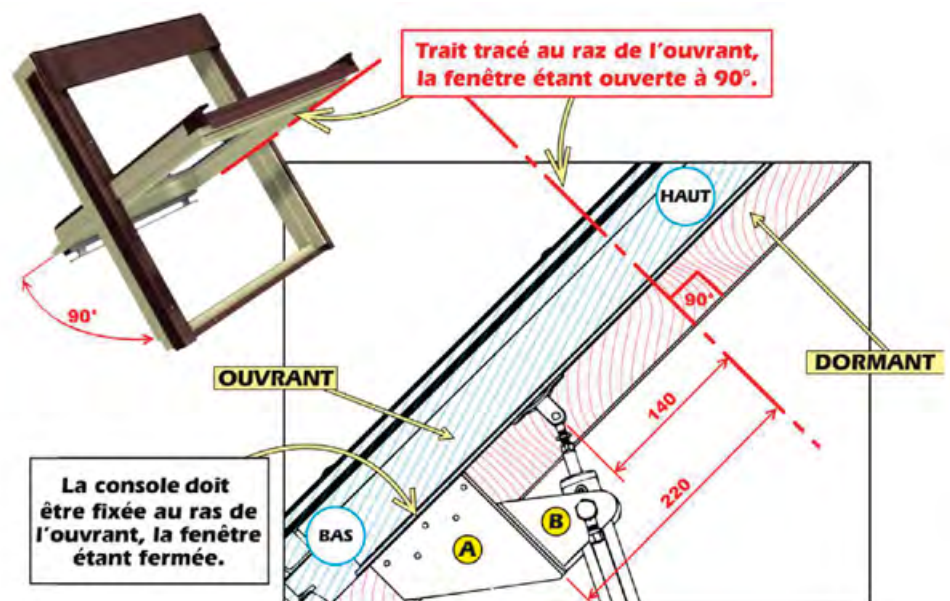 Trait tracé au raz de l'ouvrant,
la fenêtre étant ouverte à 90°.
HAUT
90°
90°
DORMANT
OUVRANT
140
220
La console doit
être fixée au ras de
l'ouvrant, la fenêtre
étant fermée.
BAS
A
B